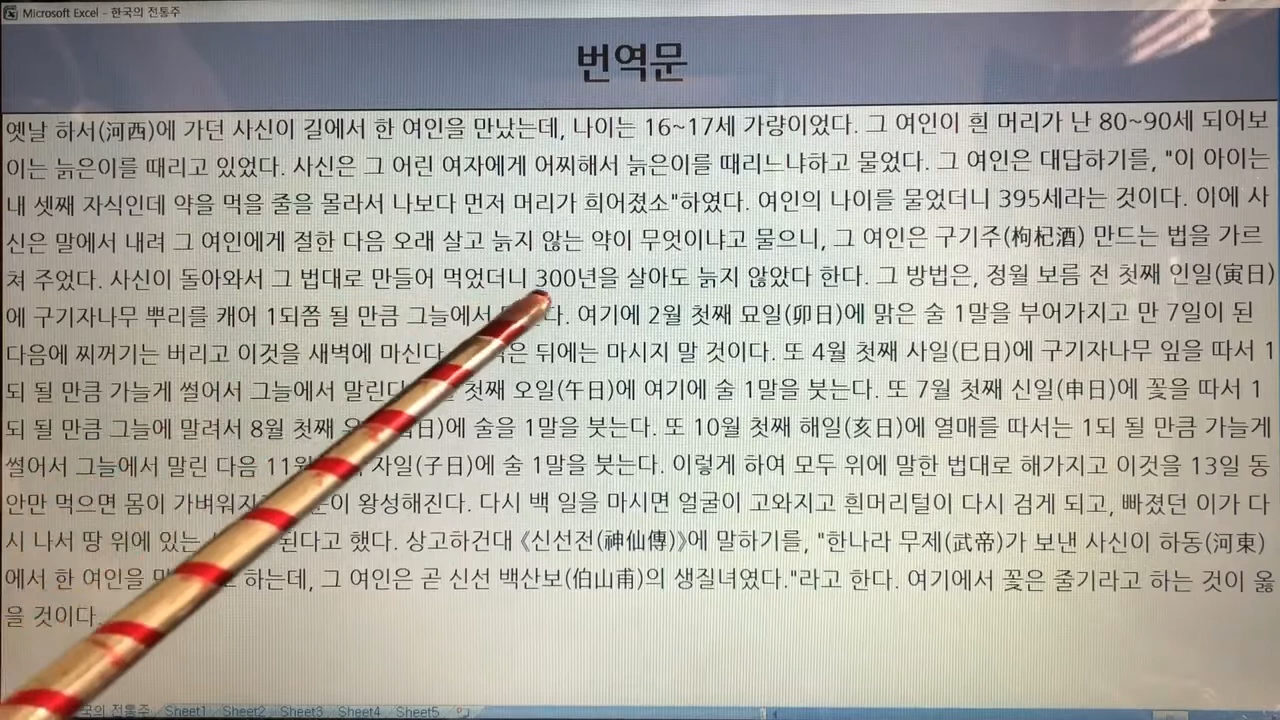 Microsoft Excel - 한국의 전통주
번역문
옛날 하서(河西)에 가던 사신이 길에서 한 여인을 만났는데, 나이는 16~17세 가량이었다. 그 여인이 흰 머리가 난 80~90세 되어보
이는 늙은이를 때리고 있었다. 사신은 그 어린 여자에게 어찌해서 늙은이를 때리느냐하고 물었다. 그 여인은 대답하기를, "이 아이는
내 셋째 자식인데 약을 먹을 줄을 몰라서 나보다 먼저 머리가 희어졌소"하였다. 여인의 나이를 물었더니 395세라는 것이다. 이에 사
신은 말에서 내려 그 여인에게 절한 다음 오래 살고 늙지 않는 약이 무엇이냐고 물으니, 그 여인은 구기주(枸杞酒) 만드는 법을 가르
쳐 주었다. 사신이 돌아와서 그 법대로 만들어 먹었더니 300년을 살아도 늙지 않았다 한다. 그 방법은, 정월 보름 전 첫째 인일(寅日)
에 구기자나무 뿌리를 캐어 1되쯤 될 만큼 그늘에서 다. 여기에 2월 첫째 묘일(卯日)에 맑은 술 1말을 부어가지고 만 7일이 된
다음에 찌꺼기는 버리고 이것을 새벽에 마신다 은 뒤에는 마시지 말 것이다. 또 4월 첫째 사일(巳日)에 구기자나무 잎을 따서 1
되 될 만큼 가늘게 썰어서 그늘에서 말린다 첫째 오일(午日)에 여기에 술 1말을 붓는다. 또 7월 첫째 신일(申日)에 꽃을 따서 1
되 될 만큼 그늘에 말려서 8월 첫째 日)에 술을 1말을 붓는다. 또 10월 첫째 해일(亥日)에 열매를 따서는 1되 될 만큼 가늘게
썰어서 그늘에서 말린 다음 11 자일(子日)에 술 1말을 붓는다. 이렇게 하여 모두 위에 말한 법대로 해가지고 이것을 13일 동
안만 먹으면 몸이 가벼워지 이 왕성해진다. 다시 백 일을 마시면 얼굴이 고와지고 흰머리털이 다시 검게 되고, 빠졌던 이가 다
시 나서 땅 위에 있는 된다고 했다. 상고하건대 《신선전(神仙傳)》에 말하기를, "한나라 무제(武帝)가 보낸 사신이 하동(河東)
에서 한 여인을 하는데, 그 여인은 곧 신선 백산보(伯山甫)의 생질녀였다."라고 한다. 여기에서 꽃은 줄기라고 하는 것이 옳
을 것이다.
국의 전통주 Sheet1 Sheet2 Sheet3 Sheet4 Sheet5